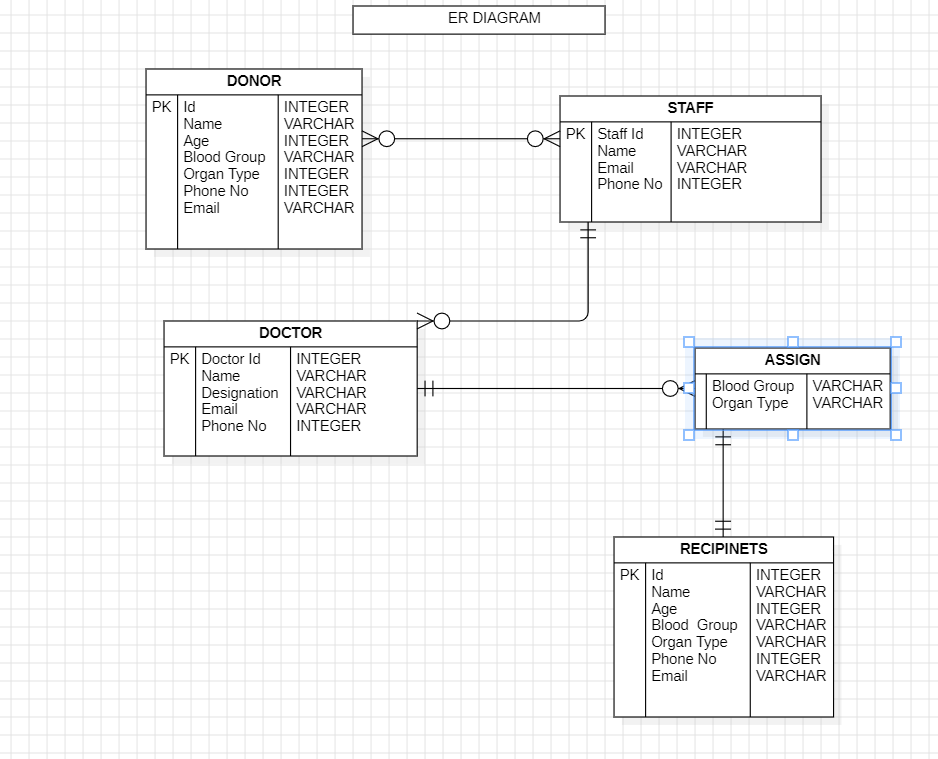 ER DIAGRAM
DONOR
PK Id INTEGER
Name VARCHAR
Age INTEGER
Blood Group VARCHAR
Organ Type INTEGER
Phone No INTEGER
Email VARCHAR
STAFF
PK Staff Id INTEGER
Name VARCHAR
Email VARCHAR
Phone No INTEGER
DOCTOR
PK Doctor Id INTEGER
Name VARCHAR
Designation VARCHAR
Email VARCHAR
Phone No INTEGER
ASSIGN
Blood Group VARCHAR
Organ Type VARCHAR
RECIPINETS
PK Id INTEGER
Name VARCHAR
Age INTEGER
Blood Group VARCHAR
Organ Type VARCHAR
Phone No INTEGER
Email VARCHAR